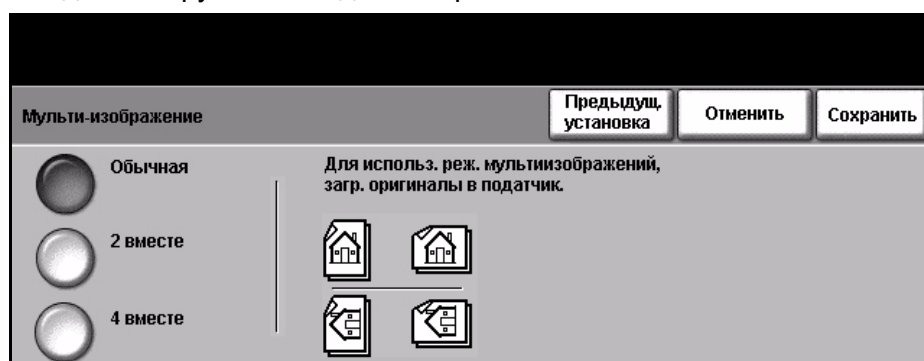 Мульти-изображение
Предыдущ.
установка
Отменить
Сохранить
Обычная
Для использ. реж. мультиизображений,
загр. оригиналы в податчик.
2 вместе
4 вместе